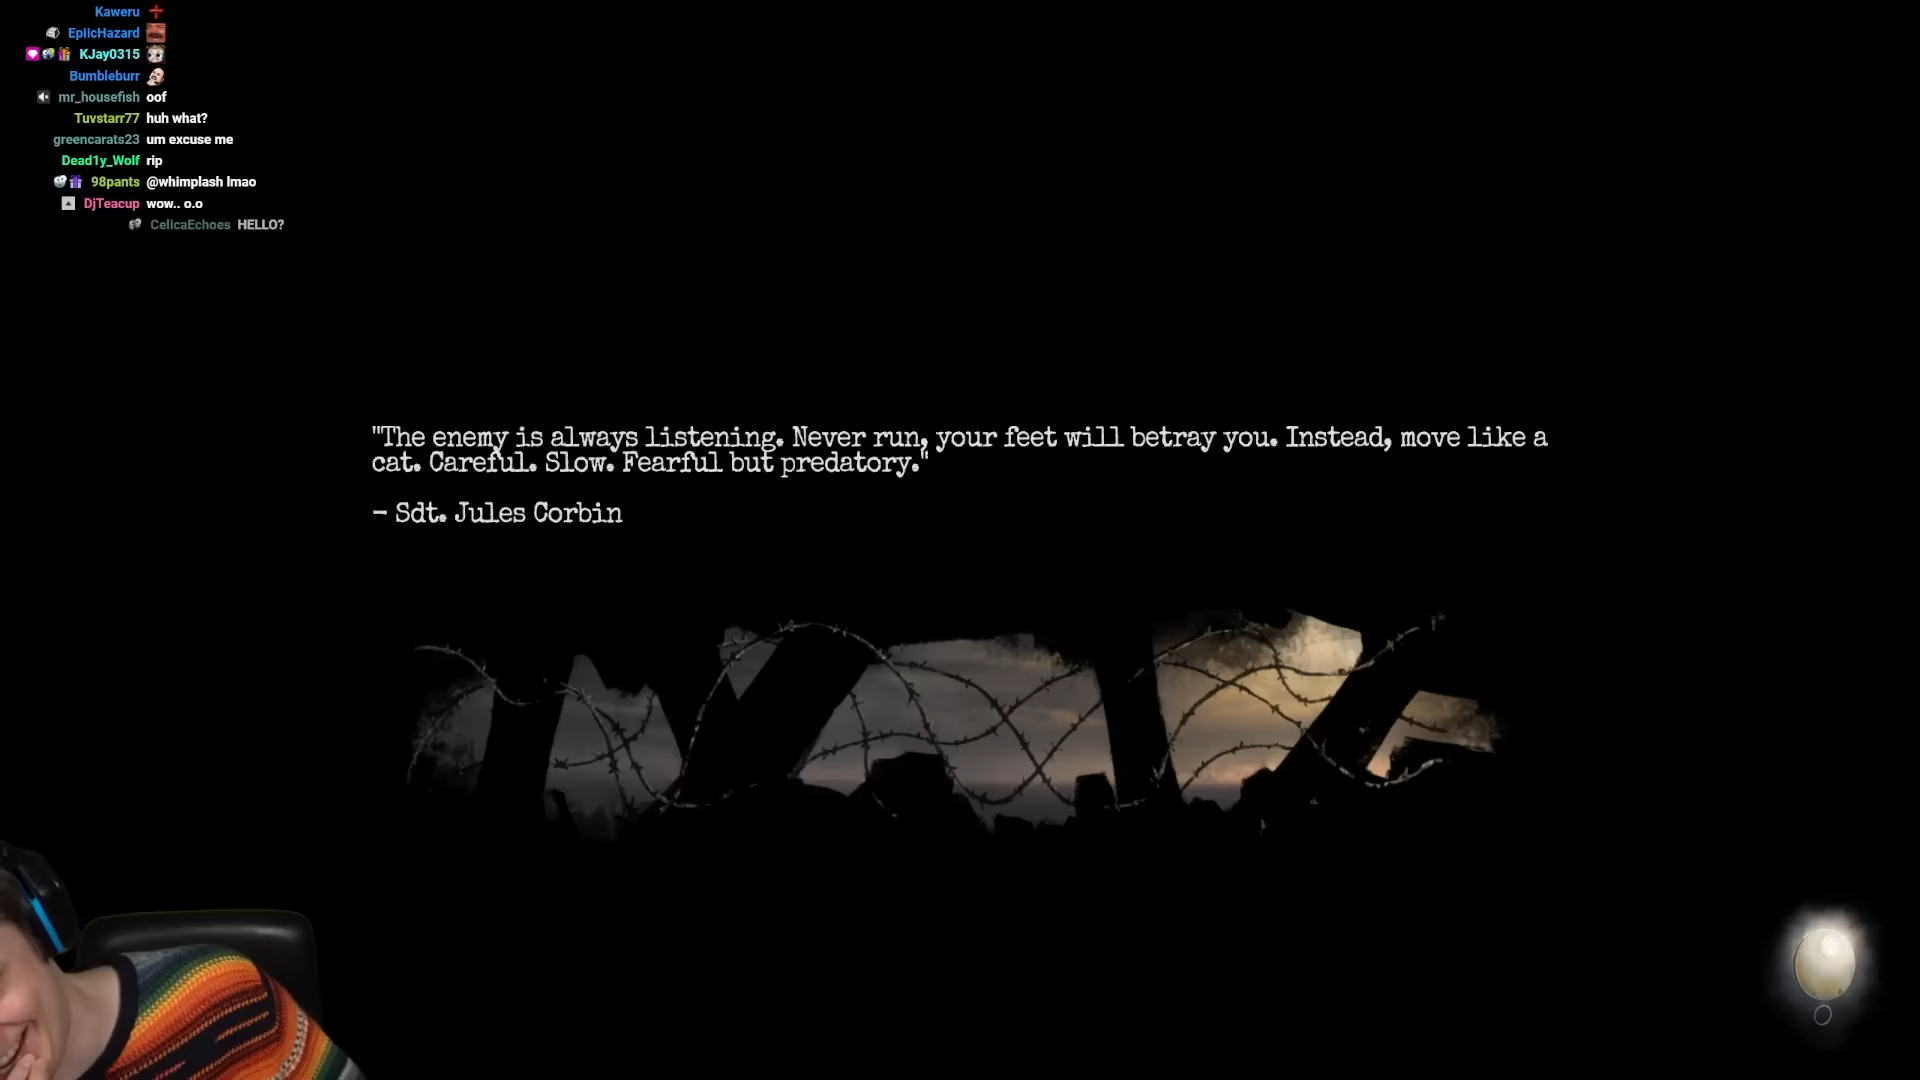 Kaweru
EpiicHazard
KJay0315
Bumbleburr
mr_housefish oof
Tuvstarr77 huh what?
greencarats23 um excuse me
Dead1y_Wolf rip
98pants @whimplash lmao
DjTeacup wow.. o.o
CelicaEchoes HELLO?
"The enemy is always listening. Never run, your feet will betray you. Instead, move like a
cat. Careful. Slow. Fearful but predatory."
- Sdt. Jules Corbin